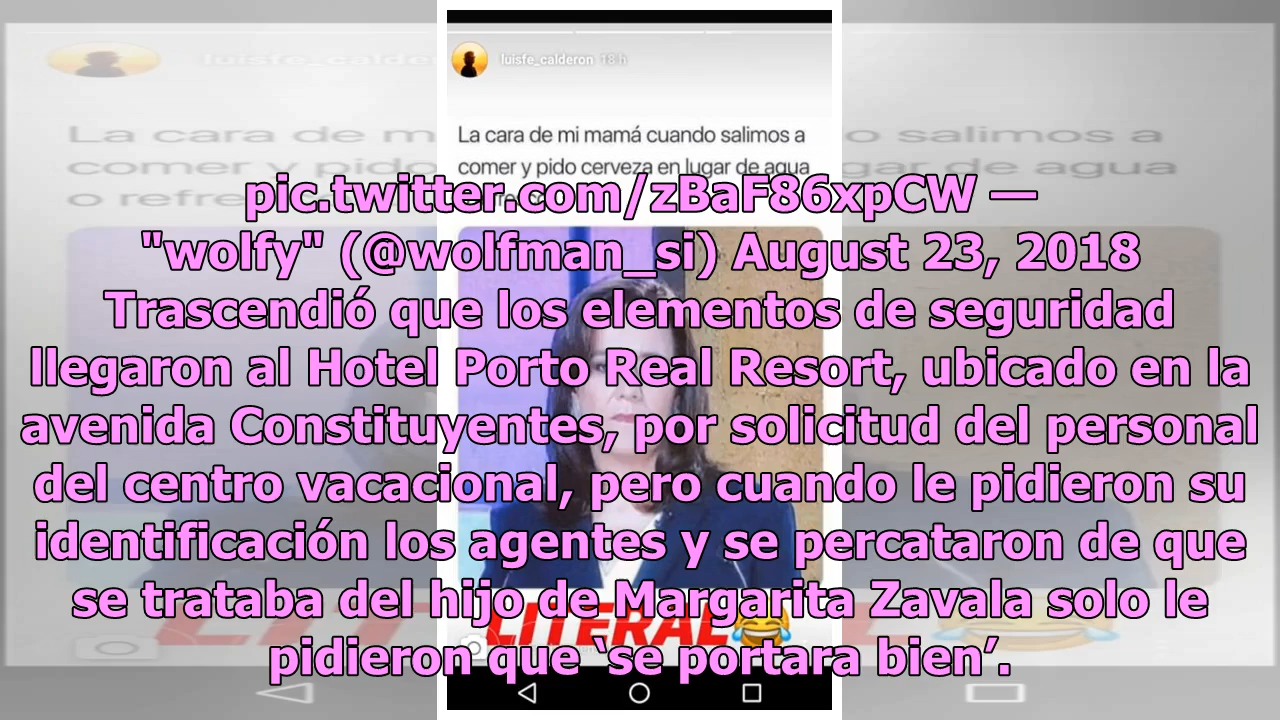 luisfe_calderon 18 h
La cara de mi mamá cuando salimos a
comer y pido cerveza en lugar de agua
pic.twitter.com/zBaF86xpCW —
"wolfy" (@wolfman_si) August 23, 2018
Trascendió que los elementos de seguridad
llegaron al Hotel Porto Real Resort, ubicado en la
avenida Constituyentes, por solicitud del personal
del centro vacacional, pero cuando le pidieron su
identificación los agentes y se percataron de que
se trataba del hijo de Margarita Zavala solo le
pidieron que ‘se portara bien’.
LITERAL😂